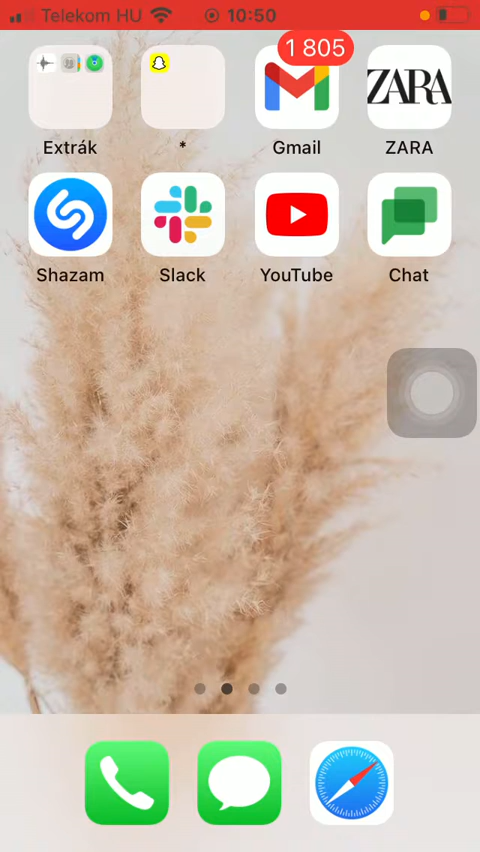 Telekom HU 10:50
1 805
ZARA
Extrák * Gmail ZARA
Shazam Slack YouTube Chat